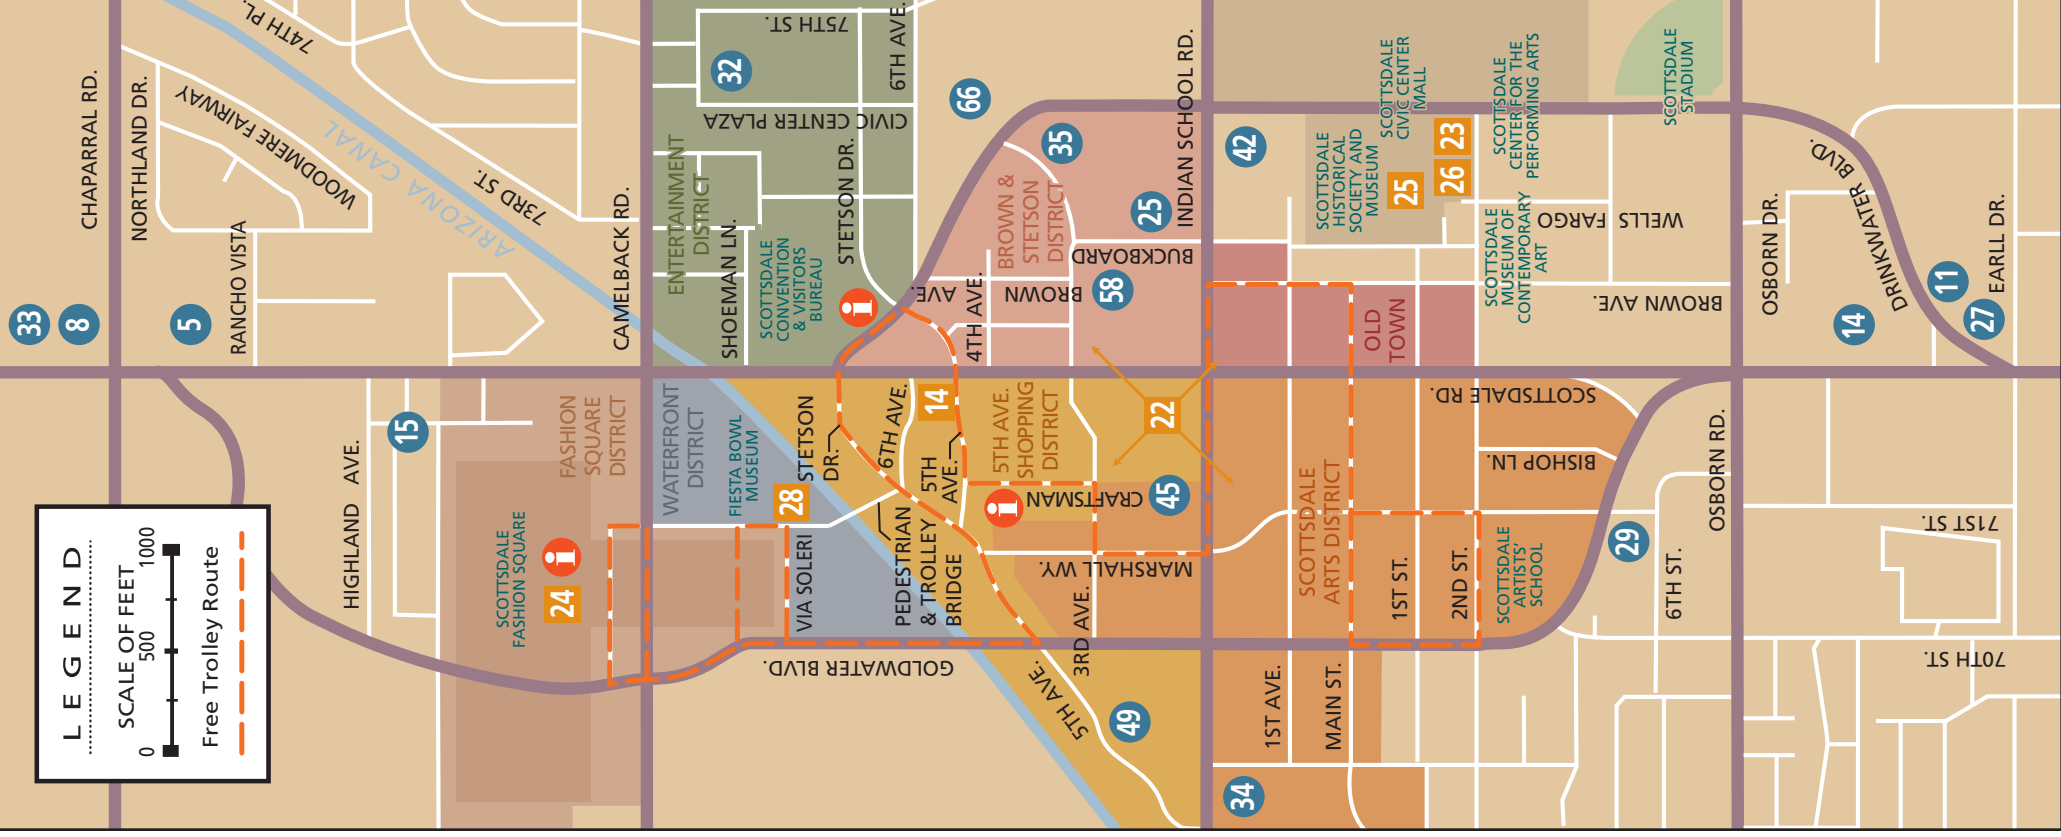 LEGEND
SCALE OF FEET
0 500 1000
Free Trolley Route
74TH PL.
CHAPARRAL RD.
NORTHLAND DR.
WOODMERE FAIRWAY
ARIZONA CANAL
73RD ST.
RANCHO VISTA
CAMELBACK RD.
33
8
5
15
HIGHLAND AVE.
FASHION
SQUARE
DISTRICT
SCOTTSDALE
FASHION SQUARE
24
i
75TH ST.
6TH AVE.
32
CIVIC CENTER PLAZA
ENTERTAINMENT
DISTRICT
SHOEMAN LN.
SCOTTSDALE
CONVENTION
& VISITORS
BUREAU
STETSON DR.
i
WATERFRONT
DISTRICT
FIESTA BOWL
MUSEUM
28
STETSON
DR.
VIA SOLERI
GOLDWATER BLVD.
6TH AVE.
14
5TH
AVE.
PEDESTRIAN
& TROLLEY
BRIDGE
5TH AVE.
SHOPPING
DISTRICT
i
CRAFTSMAN
45
MARSHALL WY.
3RD AVE.
5TH AVE.
49
66
35
25
BROWN &
STETSON
DISTRICT
BUCKBOARD
BROWN AVE.
4TH AVE.
58
INDIAN SCHOOL RD.
22
42
SCOTTSDALE
HISTORICAL
SOCIETY AND
MUSEUM
SCOTTSDALE
CIVIC CENTER
MALL
25
26
23
SCOTTSDALE
CENTER FOR THE
PERFORMING ARTS
SCOTTSDALE
MUSEUM OF
CONTEMPORARY
ART
WELLS FARGO
BROWN AVE.
OLD
TOWN
SCOTTSDALE RD.
BISHOP LN.
SCOTTSDALE
ARTS DISTRICT
1ST ST.
2ND ST.
SCOTTSDALE
ARTISTS'
SCHOOL
1ST AVE.
MAIN ST.
34
29
6TH ST.
OSBORN RD.
SCOTTSDALE
STADIUM
OSBORN DR.
DRINKWATER BLVD.
14
11
27
EARLL DR.
71ST ST.
70TH ST.